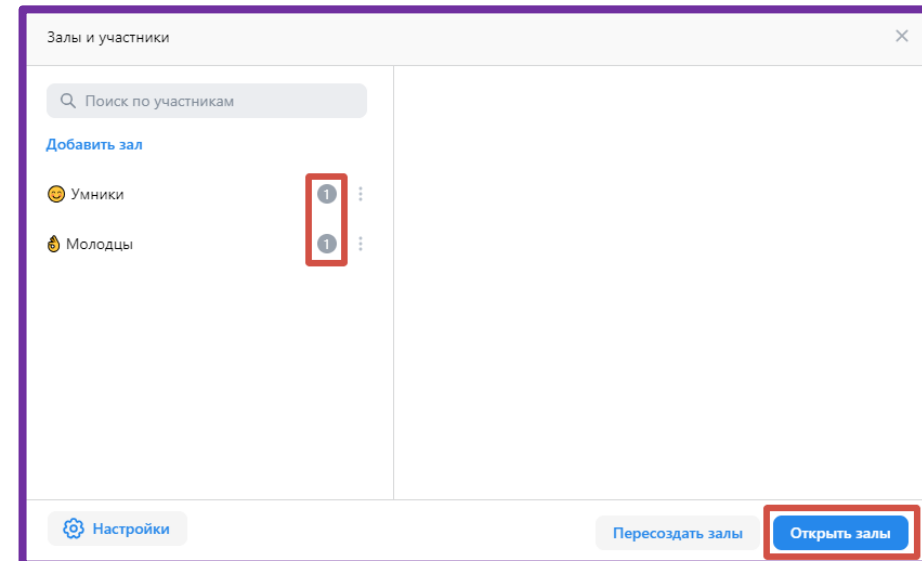 Залы и участники
Поиск по участникам
Добавить зал
Умники 1
Молодцы 1
Настройки
Пересоздать залы
Открыть залы